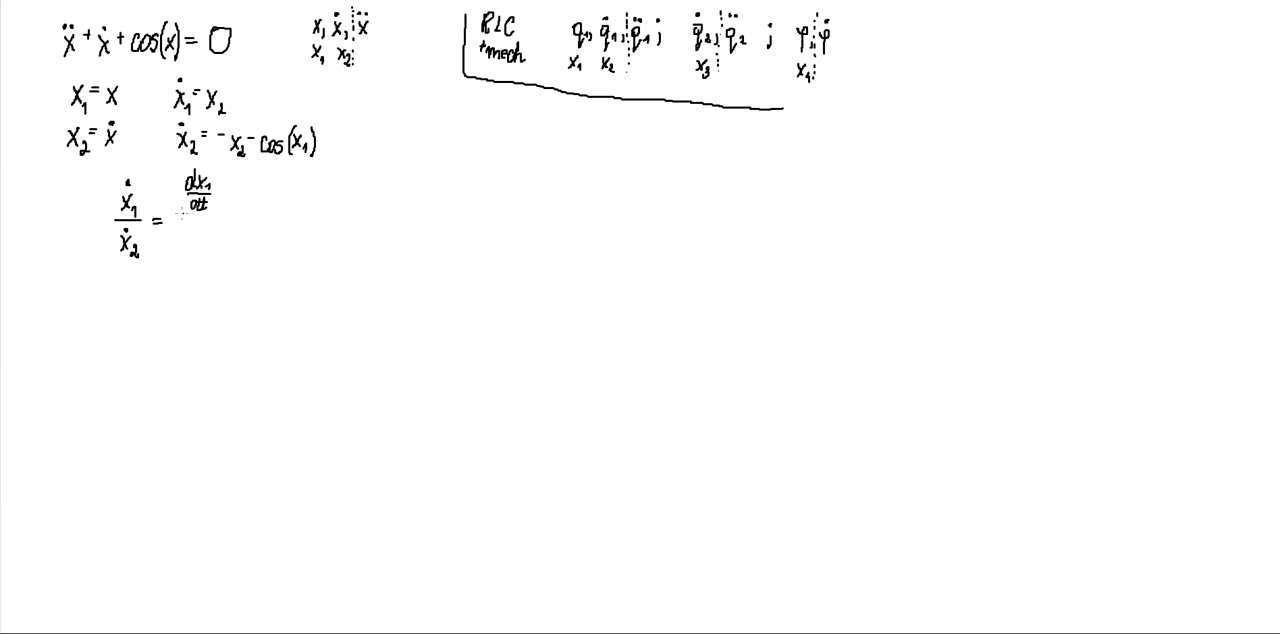 ẍ + ẋ + cos(x) = 0
x, ẋ, ⋮ ẍ
x₁ x₂ ⋮
x₁ = x ẋ₁ = x₂
x₂ = ẋ ẋ₂ = -x₂ - cos(x₁)
ẋ₁/ẋ₂ = dx₁/dt
RLC q₁, q̇₁, ⋮ q̈₁ ; q̇₂, ⋮ q̈₂ ; φ, ⋮ φ̇
+mech x₁ x₂ ⋮ x₃ ⋮ x₄ ⋮